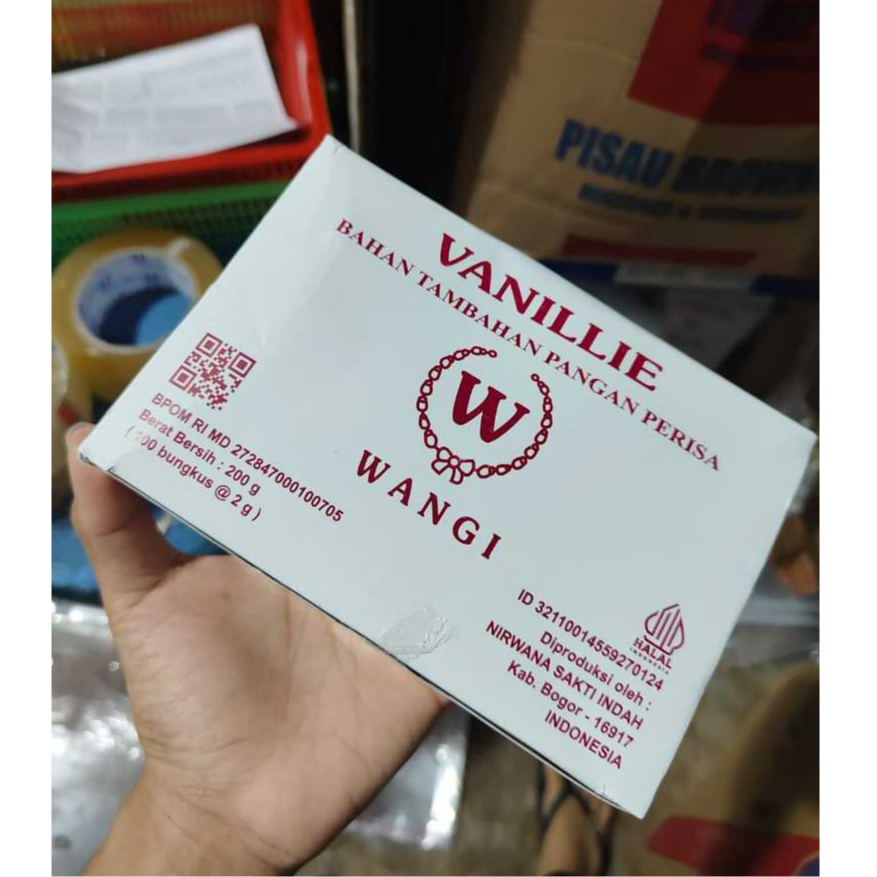 VANILLIE
BAHAN TAMBAHAN PANGAN PERISA
W
WANGI
BPOM RI MD 272847000100705
Berat Bersih : 200 g
( 100 bungkus @ 2 g )
HALAL
INDONESIA
ID 32110014559270124
Diproduksi oleh :
NIRWANA SAKTI INDAH
Kab. Bogor - 16917
INDONESIA
PISAU